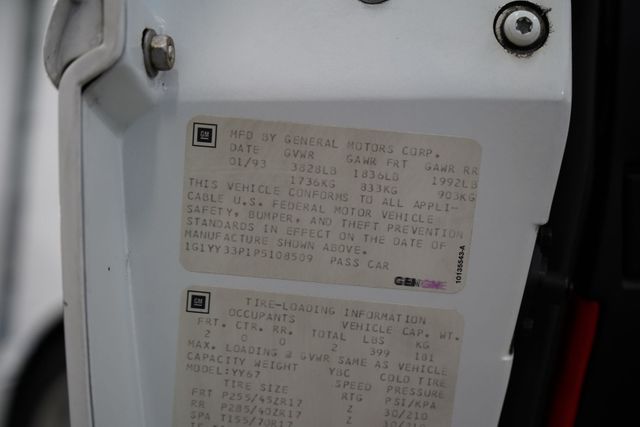 GM
MFD BY GENERAL MOTORS CORP.
DATE GVWR GAWR FRT GAWR RR
01/93 3828LB 1836LB 1992LB
1736KG 833KG 903KG
THIS VEHICLE CONFORMS TO ALL APPLI-
CABLE U.S. FEDERAL MOTOR VEHICLE
SAFETY, BUMPER, AND THEFT PREVENTION
STANDARDS IN EFFECT ON THE DATE OF
MANUFACTURE SHOWN ABOVE.
1G1YY33P1P5108509 PASS CAR
10135543-A
GM
TIRE-LOADING INFORMATION
OCCUPANTS VEHICLE CAP. WT.
FRT. CTR. RR. TOTAL LBS KG
2 0 0 2 399 181
MAX. LOADING @ GVWR SAME AS VEHICLE
CAPACITY WEIGHT YBC COLD TIRE
MODEL:YY67 SPEED PRESSURE
TIRE SIZE RTG PSI/KPA
FRT P255/45ZR17 Z 30/210
RR P285/40ZR17 Z
SPA T155/70R17